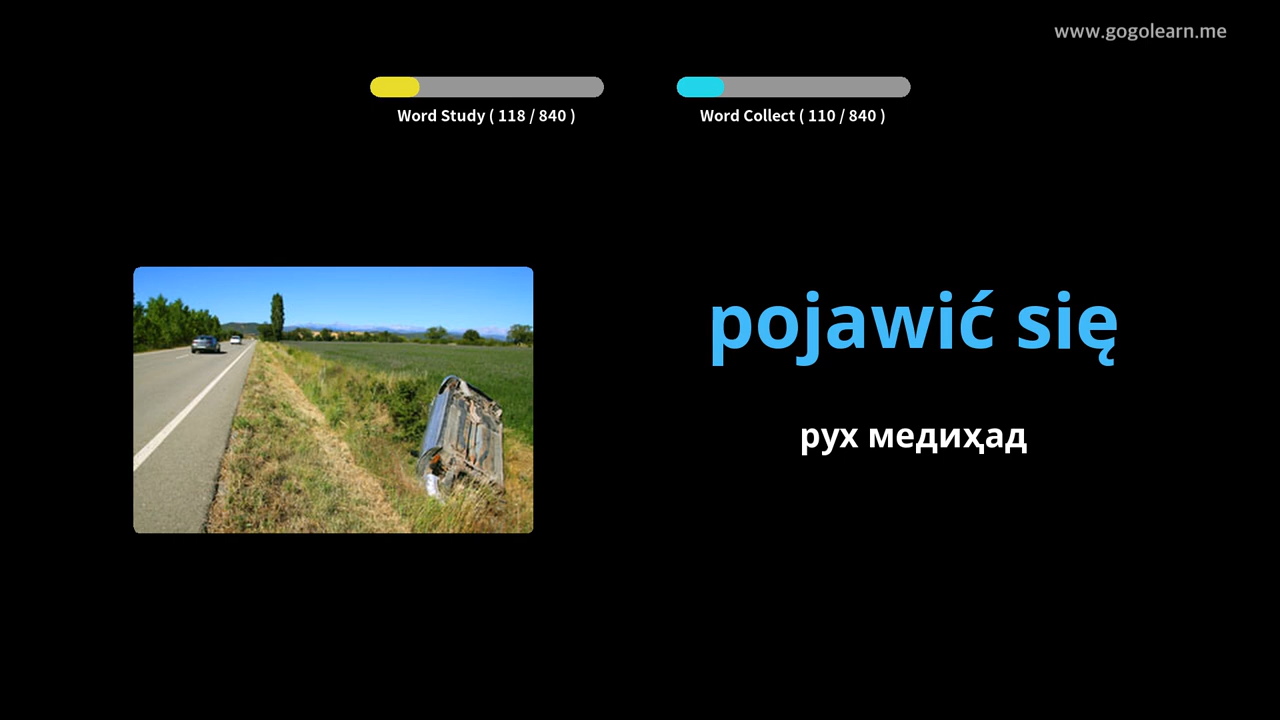 www.gogolearn.me
Word Study ( 118 / 840 )
Word Collect ( 110 / 840 )
pojawić się
рух медиҳад